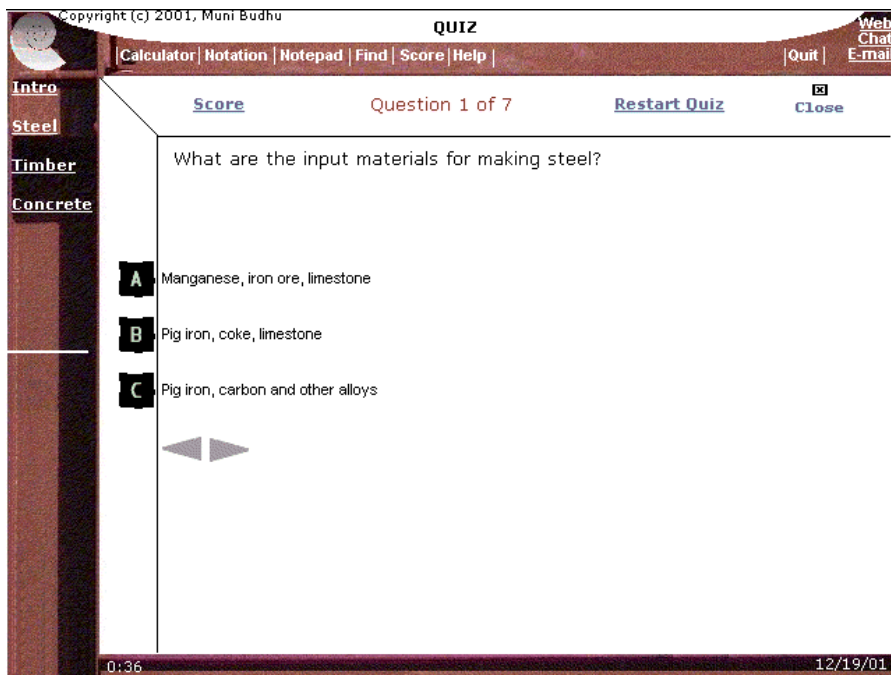 Copyright (c) 2001, Muni Budhu
QUIZ
Web
Chat
E-mail
Calculator| Notation | Notepad | Find | Score| Help |
|Quit |
Intro
Steel
Timber
Concrete
Score
Question 1 of 7
Restart Quiz
Close
What are the input materials for making steel?
A Manganese, iron ore, limestone
B Pig iron, coke, limestone
C Pig iron, carbon and other alloys
0:36
12/19/01